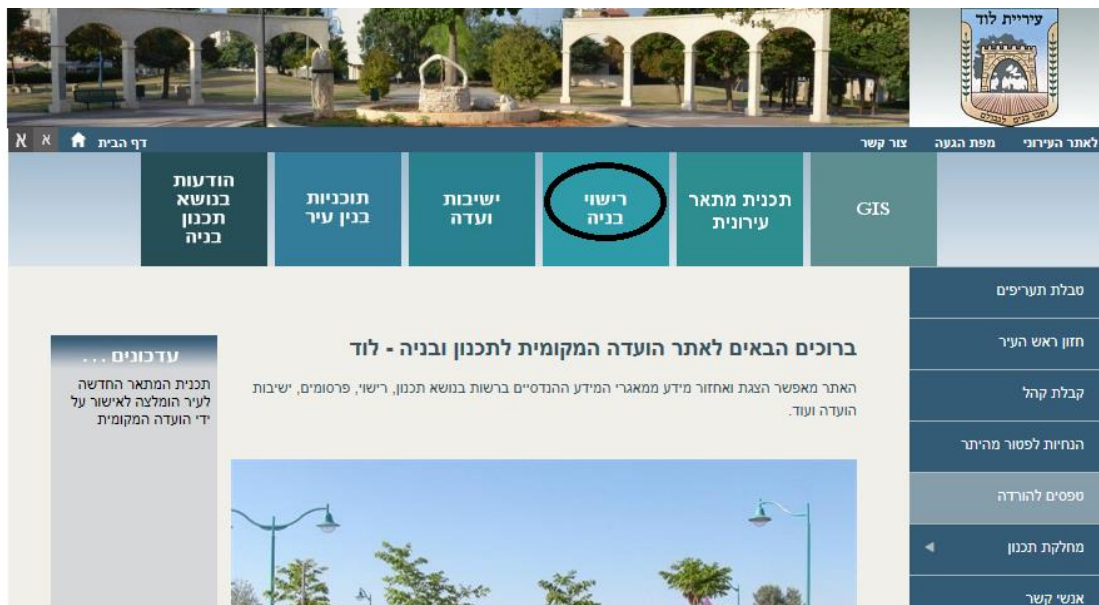 עיריית לוד
ושבו בנים לגבולם
לאתר העירוני
מפת הגעה
צור קשר
דף הבית
א
א
GIS
תכנית מתאר
עירונית
רישוי
בניה
ישיבות
ועדה
תוכניות
בנין עיר
הודעות
בנושא
תכנון
בניה
טבלת תעריפים
חזון ראש העיר
קבלת קהל
הנחיות לפטור מהיתר
טפסים להורדה
מחלקת תכנון
אנשי קשר
ברוכים הבאים לאתר הועדה המקומית לתכנון ובניה - לוד
האתר מאפשר הצגת ואחזור מידע ממאגרי המידע ההנדסיים ברשות בנושא תכנון, רישוי, פרסומים, ישיבות
הועדה ועוד.
עדכונים . . .
תכנית המתאר החדשה
לעיר הומלצה לאישור על
ידי הועדה המקומית